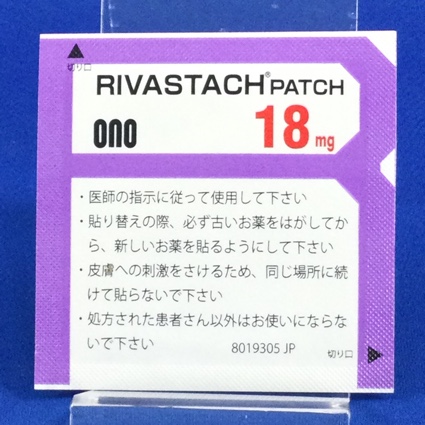 切り口
RIVASTACH® PATCH
ono 18 mg
・医師の指示に従って使用して下さい
・貼り替えの際、必ず古いお薬をはがしてか
ら、新しいお薬を貼るようにして下さい
・皮膚への刺激をさけるため、同じ場所に続
けて貼らないで下さい
・処方された患者さん以外はお使いにならな
いで下さい
8019305 JP 切り口